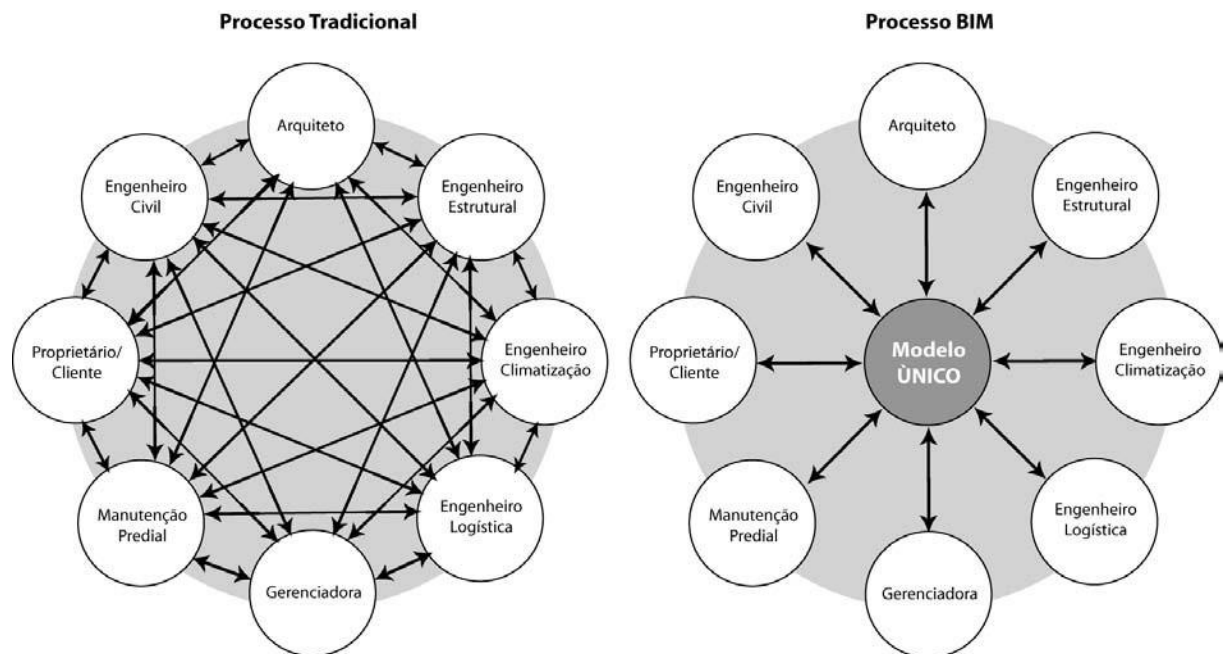 Processo Tradicional
Arquiteto
Engenheiro
Civil
Engenheiro
Estrutural
Proprietário/
Cliente
Engenheiro
Climatização
Manutenção
Predial
Engenheiro
Logística
Gerenciadora
Processo BIM
Arquiteto
Engenheiro
Civil
Engenheiro
Estrutural
Proprietário/
Cliente
Modelo
ÙNICO
Engenheiro
Climatização
Manutenção
Predial
Engenheiro
Logística
Gerenciadora